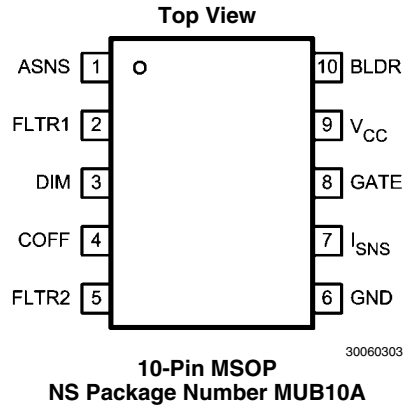 Top View
ASNS 1 10 BLDR
FLTR1 2 9 VCC
DIM 3 8 GATE
COFF 4 7 ISNS
FLTR2 5 6 GND
30060303
10-Pin MSOP
NS Package Number MUB10A